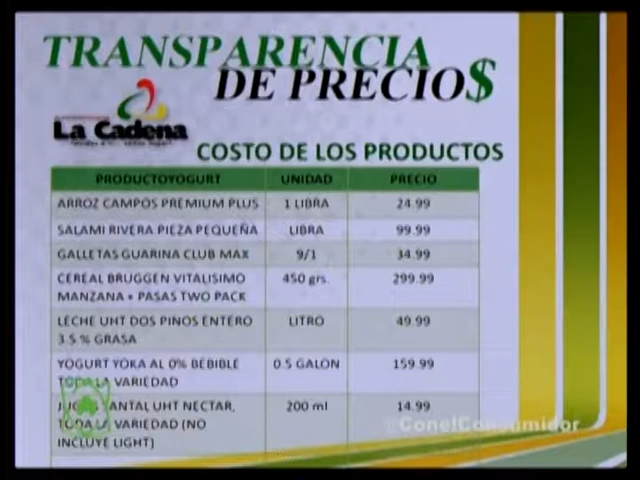 TRANSPARENCIA
DE PRECIO$
La Cadena
COSTO DE LOS PRODUCTOS
PRODUCTOYOGURT UNIDAD PRECIO
ARROZ CAMPOS PREMIUM PLUS 1 LIBRA 24.99
SALAMI RIVERA PIEZA PEQUEÑA LIBRA 99.99
GALLETAS GUARINA CLUB MAX 9/1 34.99
CEREAL BRUGGEN VITALISIMO 450 grs. 299.99
MANZANA + PASAS TWO PACK
LECHE UHT DOS PINOS ENTERO LITRO 49.99
3.5 % GRASA
YOGURT YOKA AL 0% BEBIBLE 0.5 GALON 159.99
TODA LA VARIEDAD
ANTAL UHT NECTAR, 200 ml 14.99
TODA LA VARIEDAD (NO
INCLUYE LIGHT)
@ConelConsumidor